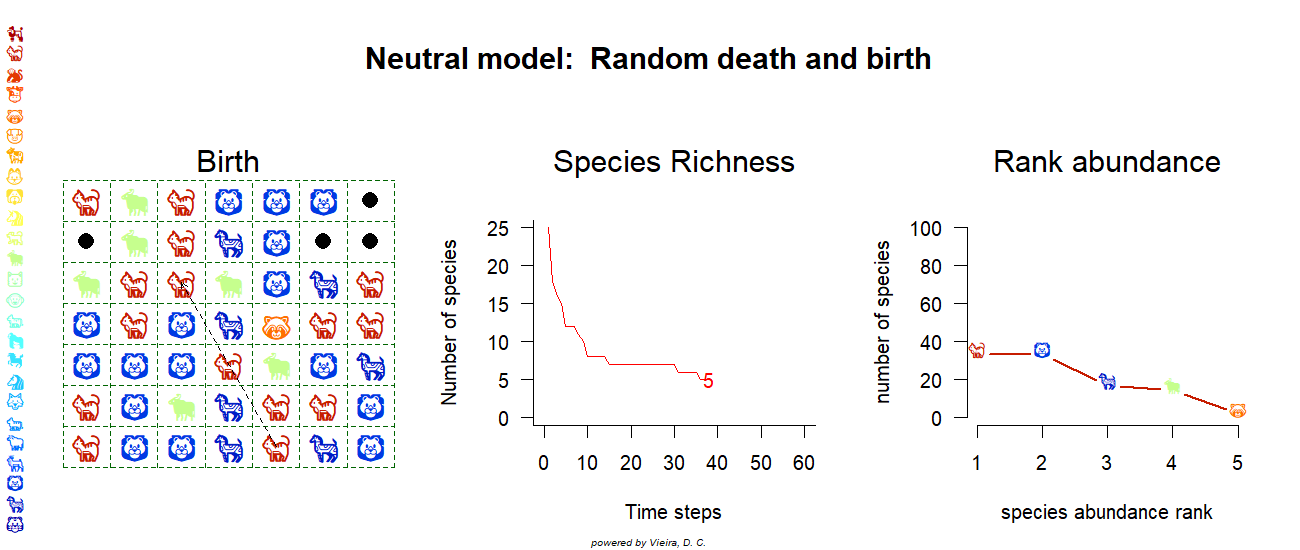 Neutral model:  Random death and birth
Birth
Species Richness
Rank abundance
Number of species
25
20
15
10
5
0
5
0 10 20 30 40 50 60
Time steps
number of species
100
80
60
40
20
0
1 2 3 4 5
species abundance rank
powered by Vieira, D. C.